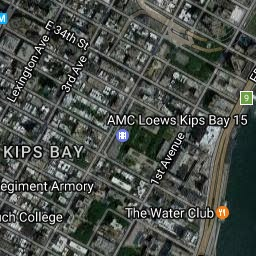 M
E 34th St
Lexington Ave
3rd Ave
9
AMC Loews Kips Bay 15
KIPS BAY
1st Avenue
egiment Armory
uch College
The Water Club